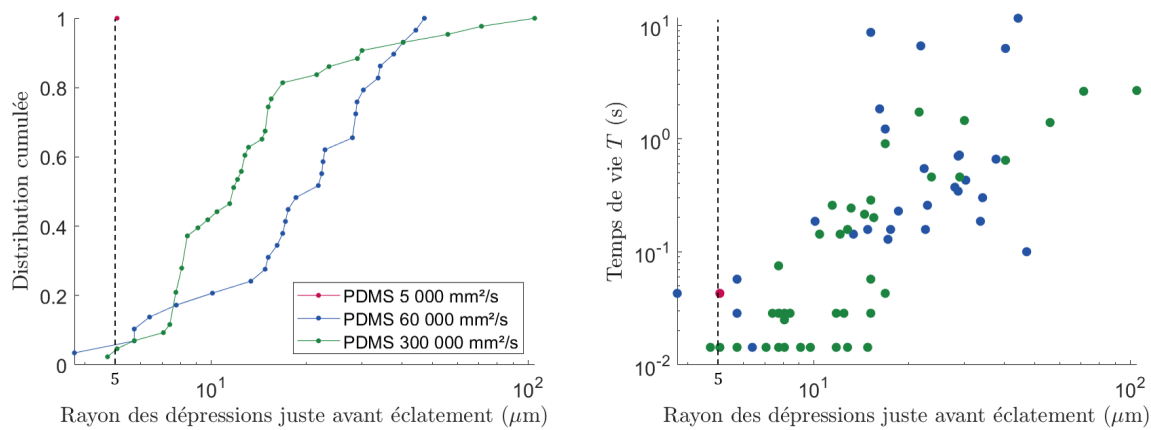 Distribution cumulée
1
0.8
0.6
0.4
0.2
0
5
10¹
10²
PDMS 5 000 mm²/s
PDMS 60 000 mm²/s
PDMS 300 000 mm²/s
Rayon des dépressions juste avant éclatement (μm)
Temps de vie T (s)
10¹
10⁰
10⁻¹
10⁻²
5
10¹
10²
Rayon des dépressions juste avant éclatement (μm)